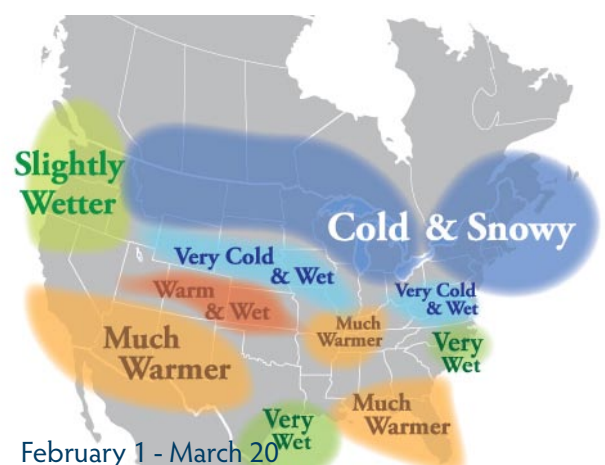 Slightly
Wetter
Cold & Snowy
Very Cold
& Wet
Very Cold
& Wet
Warm
& Wet
Much
Warmer
Much
Warmer
Very
Wet
Much
Warmer
Very
Wet
February 1 - March 20